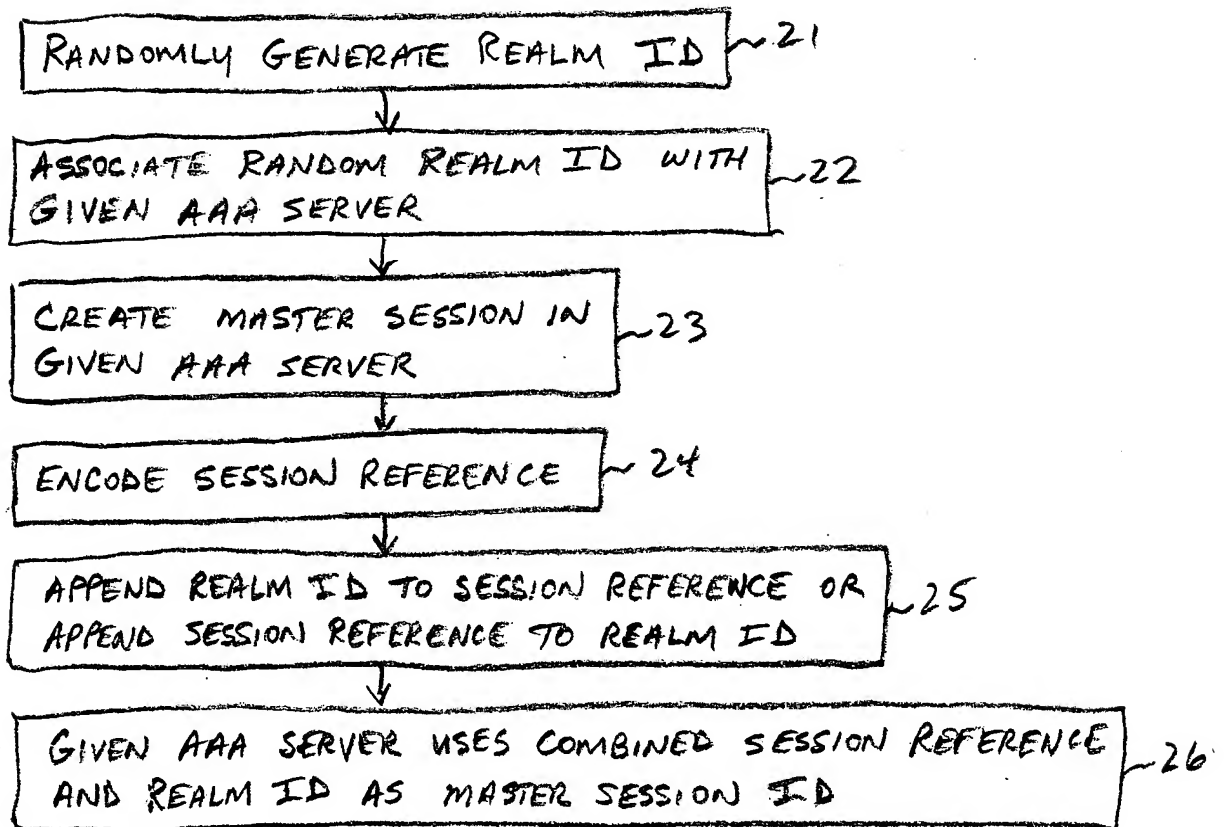 RANDOMLY GENERATE REALM ID 21
ASSOCIATE RANDOM REALM ID WITH
GIVEN AAA SERVER 22
CREATE MASTER SESSION IN
GIVEN AAA SERVER 23
ENCODE SESSION REFERENCE 24
APPEND REALM ID TO SESSION REFERENCE OR
APPEND SESSION REFERENCE TO REALM ID 25
GIVEN AAA SERVER USES COMBINED SESSION REFERENCE
AND REALM ID AS MASTER SESSION ID 26